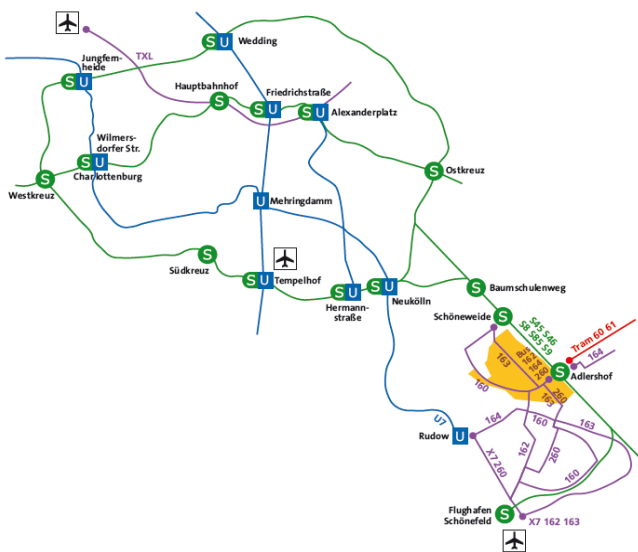 TXL
S U Wedding
Jungfern-
heide
S U
Hauptbahnhof
S
Friedrichstraße
S U
S U Alexanderplatz
Wilmers-
dorfer Str.
S U
Charlottenburg
S
Westkreuz
S Ostkreuz
U Mehringdamm
S
Südkreuz
S U Tempelhof
S U
Hermann-
straße
S U
Neukölln
S Baumschulenweg
Schöneweide S
S45 S46
S8 S85 S9
Tram 60 61
164
Bus
162
164
260
163
160
S
Adlershof
260
163
U7
Rudow U
164
160
163
X7 260
162
260
160
Flughafen
Schönefeld
S
X7 162 163